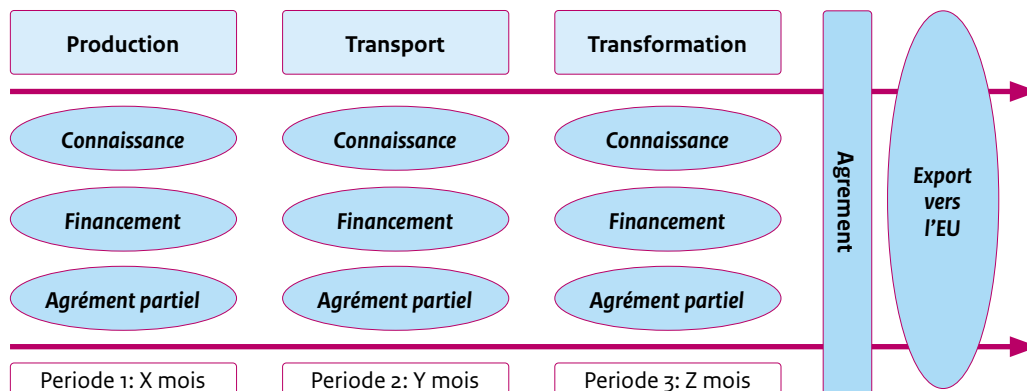 Production
Transport
Transformation
Connaissance
Connaissance
Connaissance
Financement
Financement
Financement
Agrément partiel
Agrément partiel
Agrément partiel
Agrement
Export
vers
l'EU
Periode 1: X mois
Periode 2: Y mois
Periode 3: Z mois